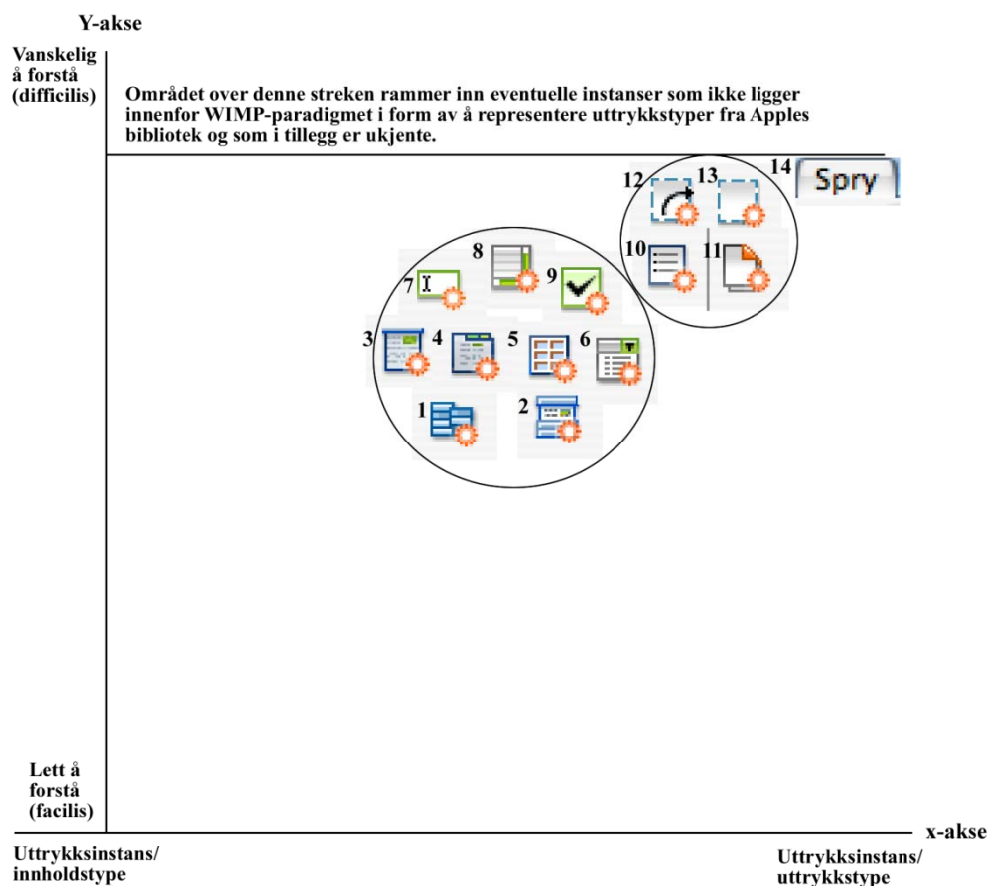 Y-akse
Vanskelig
å forstå
(difficilis)
Området over denne streken rammer inn eventuelle instanser som ikke ligger
innenfor WIMP-paradigmet i form av å representere uttrykkstyper fra Apples
bibliotek og som i tillegg er ukjente.
12 13 14 Spry
10 11
8
7 9
3 4 5 6
1 2
Lett å
forstå
(facilis)
x-akse
Uttrykksinstans/
innholdstype
Uttrykksinstans/
uttrykkstype